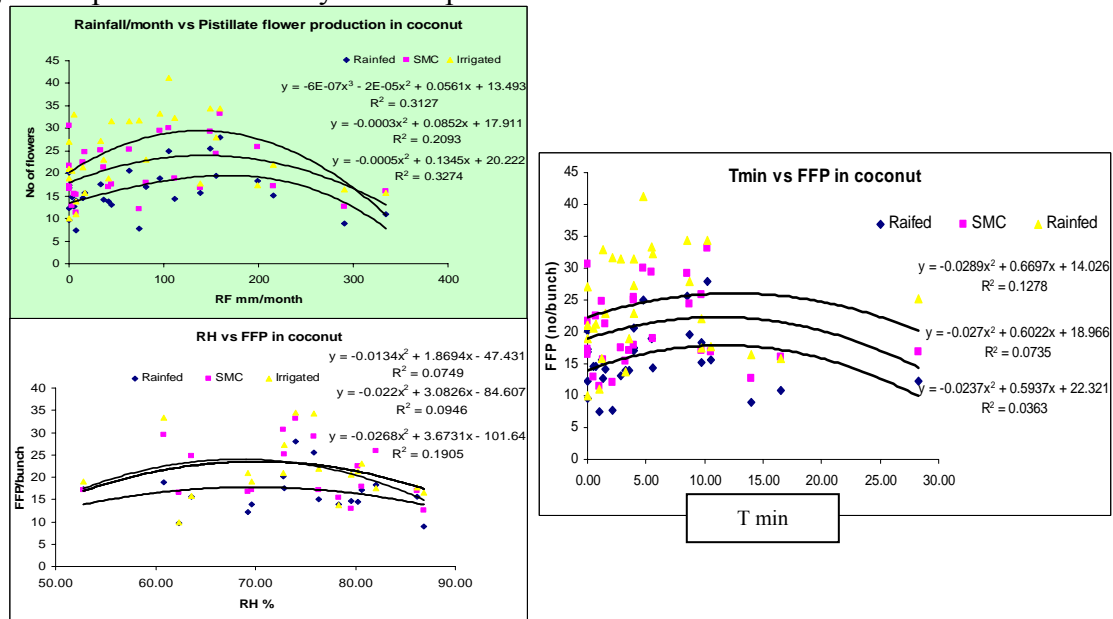 Rainfall/month vs Pistillate flower production in coconut
Rainfed SMC Irrigated
y = -6E-07x³ - 2E-05x² + 0.0561x + 13.493
R² = 0.3127
y = -0.0003x² + 0.0852x + 17.911
R² = 0.2093
y = -0.0005x² + 0.1345x + 20.222
R² = 0.3274
No of flowers
45
40
35
30
25
20
15
10
5
0
0 100 200 300 400
RF mm/month
RH vs FFP in coconut
Rainfed SMC Irrigated
y = -0.0134x² + 1.8694x - 47.431
R² = 0.0749
y = -0.022x² + 3.0826x - 84.607
R² = 0.0946
y = -0.0268x² + 3.6731x - 101.64
R² = 0.1905
FFP/bunch
40
35
30
25
20
15
10
5
0
50.00 60.00 70.00 80.00 90.00
RH %
Tmin vs FFP in coconut
Raifed SMC Rainfed
y = -0.0289x² + 0.6697x + 14.026
R² = 0.1278
y = -0.027x² + 0.6022x + 18.966
R² = 0.0735
y = -0.0237x² + 0.5937x + 22.321
R² = 0.0363
FFP (no/bunch)
45
40
35
30
25
20
15
10
5
0
0.00 5.00 10.00 15.00 20.00 25.00 30.00
T min